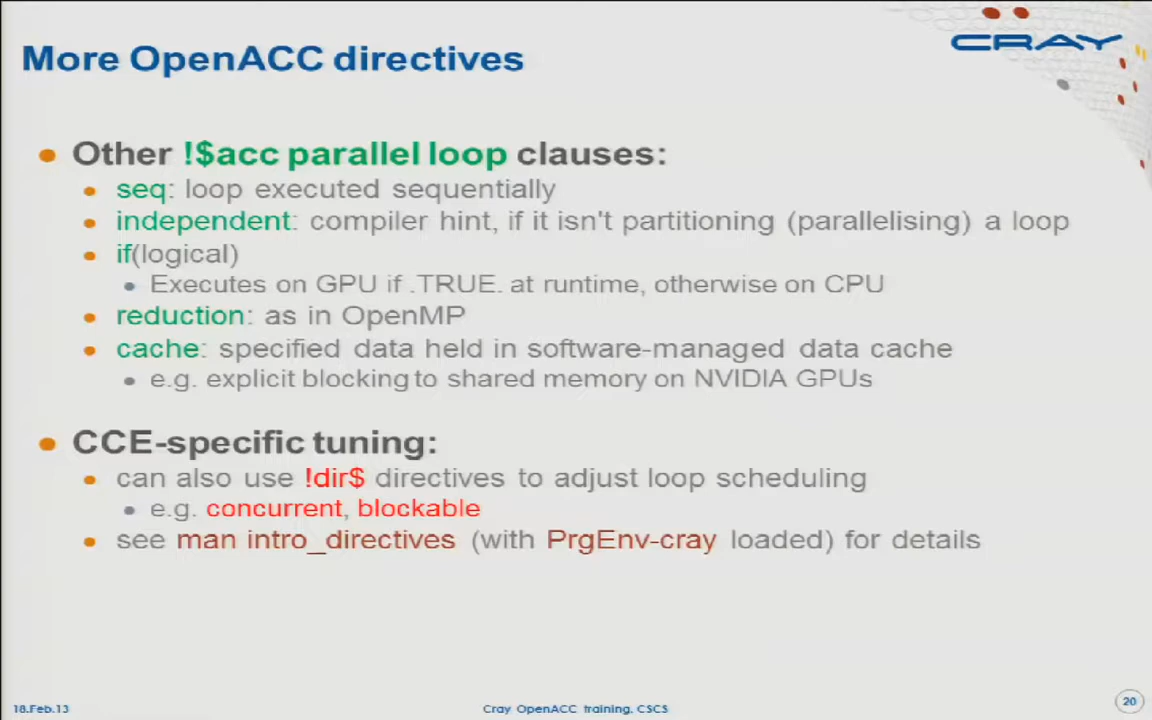 More OpenACC directives
CRAY
Other !$acc parallel loop clauses:
seq: loop executed sequentially
independent: compiler hint, if it isn't partitioning (parallelising) a loop
if(logical)
Executes on GPU if .TRUE. at runtime, otherwise on CPU
reduction: as in OpenMP
cache: specified data held in software-managed data cache
e.g. explicit blocking to shared memory on NVIDIA GPUs
CCE-specific tuning:
can also use !dir$ directives to adjust loop scheduling
e.g. concurrent, blockable
see man intro_directives (with PrgEnv-cray loaded) for details
18.Feb.13
Cray OpenACC training, CSCS
20